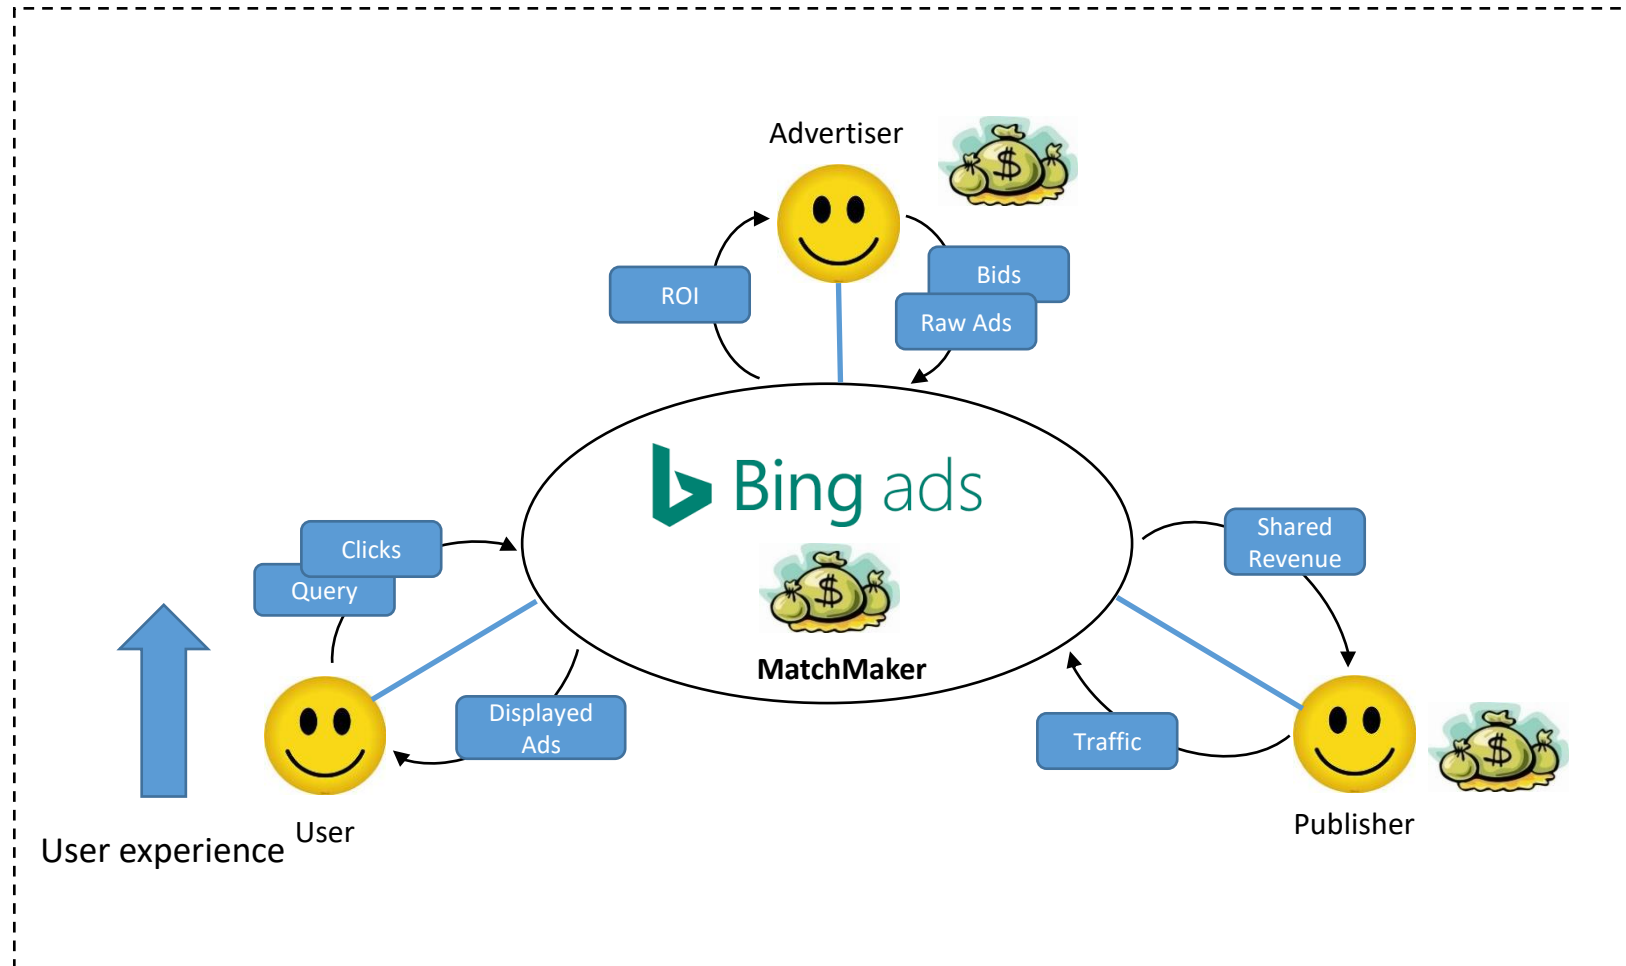 Advertiser
$
Bids
ROI
Raw Ads
Bing ads
Shared
Revenue
Clicks
Query
$
MatchMaker
Displayed
Ads
Traffic
$
User
Publisher
User experience